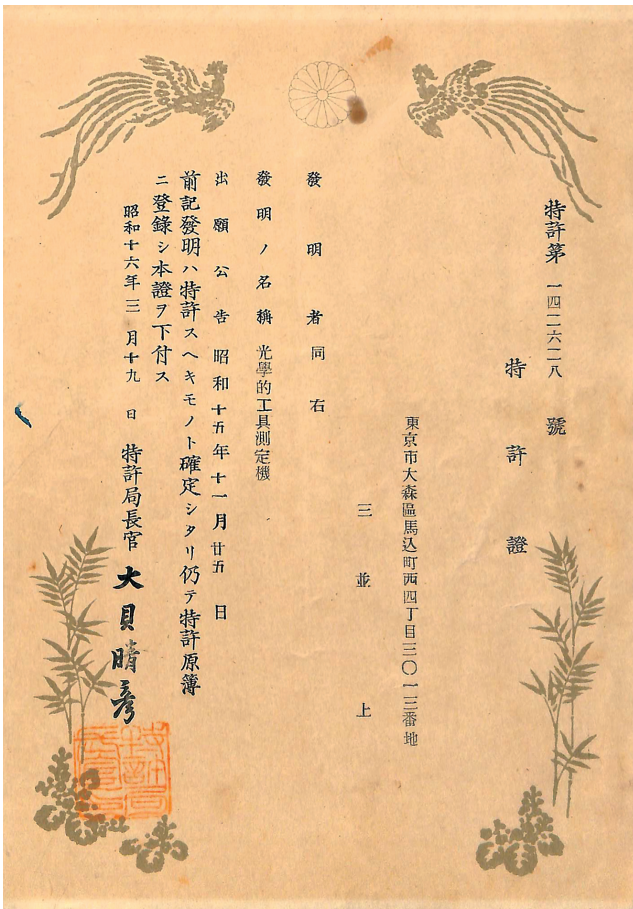 特許第一四二六二八號
特許證
東京市大森區馬込町西四丁目三〇一三番地
三並上
發明者同右
發明ノ名稱 光學的工具測定機
出願公告 昭和十五年十一月廿五日
前記發明ハ特許スヘキモノト確定シタリ仍テ特許原簿
ニ登錄シ本證ヲ下付ス
昭和十六年三月十九日 特許局長官 大貝晴彥